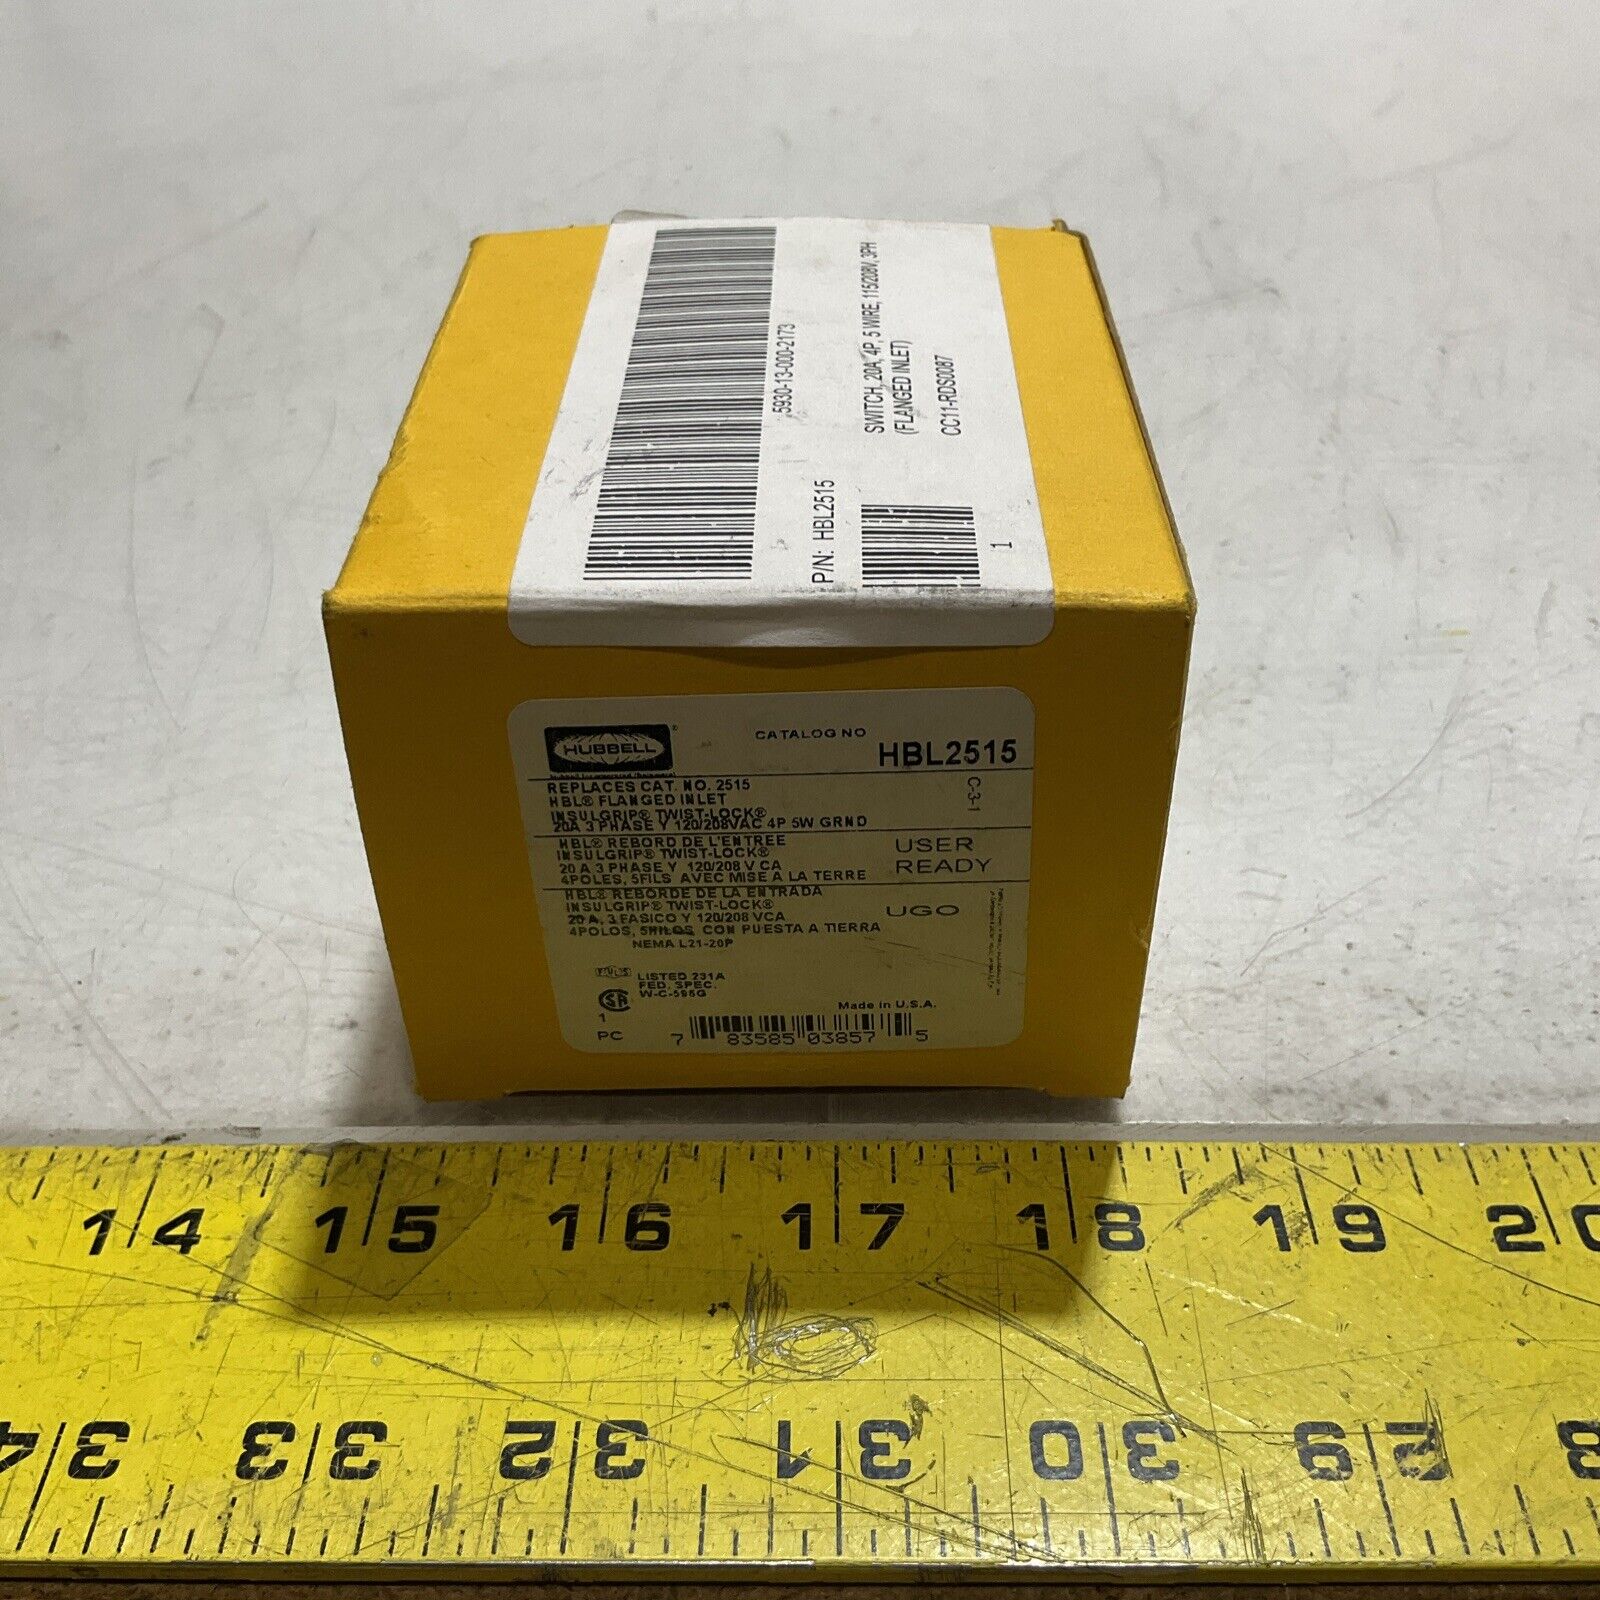 5930-13-000-2173
P/N: HBL2515
SWITCH, 20A, 4P, 5 WIRE, 115/208V, 3PH
(FLANGED INLET)
CC11-RDS0087
1
HUBBELL®
CATALOG NO
HBL2515
REPLACES CAT. NO. 2515
HBL® FLANGED INLET
INSULGRIP® TWIST-LOCK®
20A 3 PHASE Y 120/208VAC 4P 5W GRND
C-3-1
HBL® REBORD DE L'ENTREE
INSULGRIP® TWIST-LOCK®
20 A 3 PHASE Y 120/208 V CA
4POLES, 5FILS AVEC MISE A LA TERRE
USER
READY
HBL® REBORDE DE LA ENTRADA
INSULGRIP® TWIST-LOCK®
20 A, 3 FASICO Y 120/208 VCA
4POLOS, 5HILOS, CON PUESTA A TIERRA
UGO
NEMA L21-20P
LISTED 231A
FED. SPEC.
W-C-596G
1
PC
Made in U.S.A.
7 83585 03857 5
14 15 16 17 18 19 20
34 33 32 31 30 29